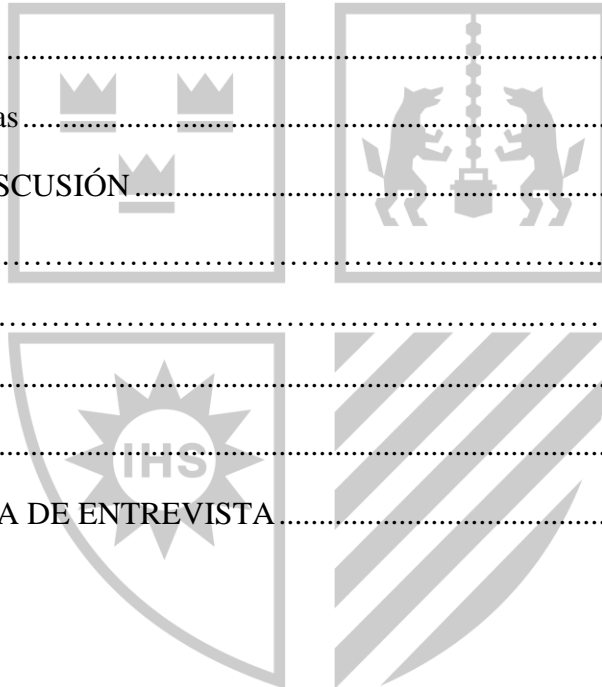 ................................................................................
as................................................................................
SCUSIÓN................................................................
……………………………………………………..
……………………………………………..……
................................................................................
................................................................................
IHS
A DE ENTREVISTA................................................